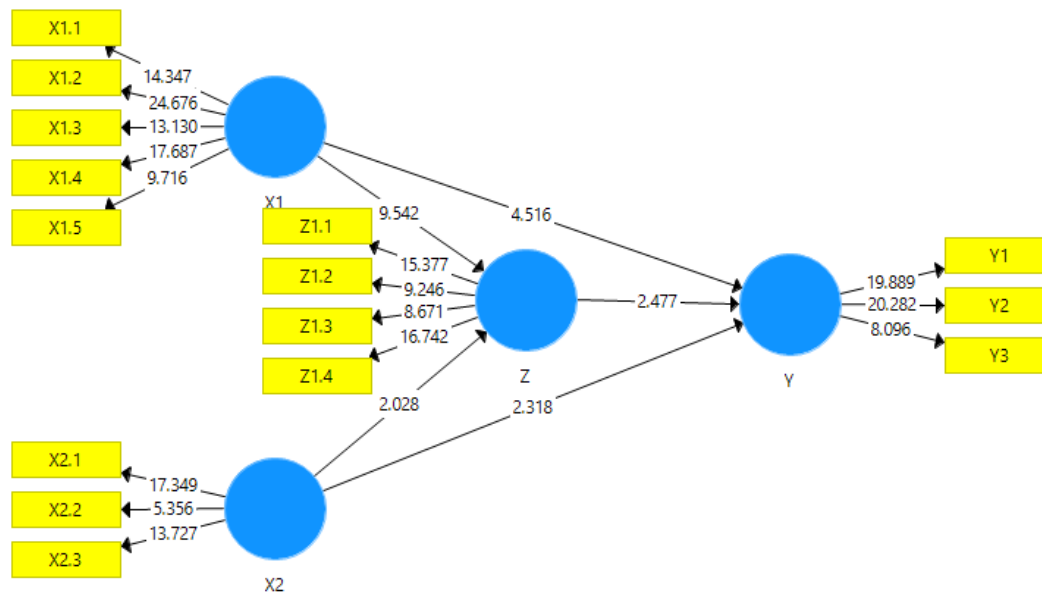 X1.1
X1.2
X1.3
X1.4
X1.5
14.347
24.676
13.130
17.687
9.716
X1
9.542
4.516
Z1.1
Z1.2
Z1.3
Z1.4
15.377
9.246
8.671
16.742
Z
2.477
2.028
2.318
Y
19.889
20.282
8.096
Y1
Y2
Y3
X2.1
X2.2
X2.3
17.349
5.356
13.727
X2